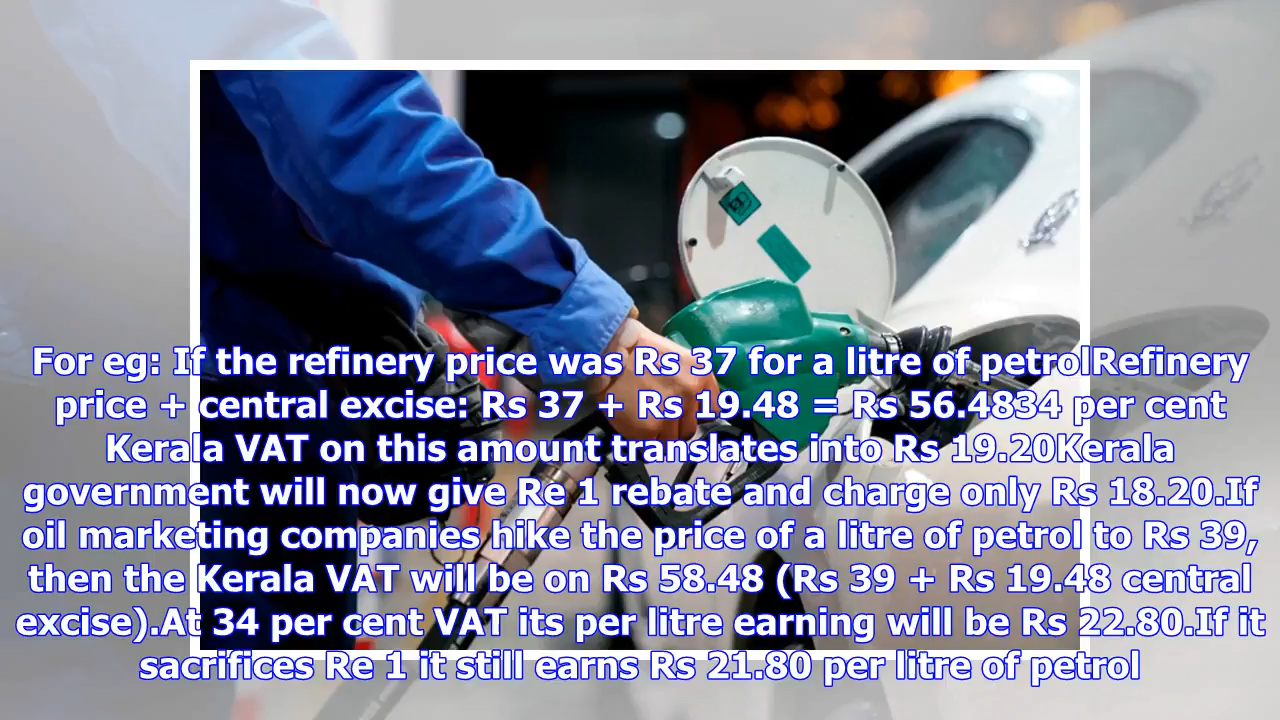 For eg: If the refinery price was Rs 37 for a litre of petrolRefinery
price + central excise: Rs 37 + Rs 19.48 = Rs 56.4834 per cent
Kerala VAT on this amount translates into Rs 19.20Kerala
government will now give Re 1 rebate and charge only Rs 18.20.If
oil marketing companies hike the price of a litre of petrol to Rs 39,
then the Kerala VAT will be on Rs 58.48 (Rs 39 + Rs 19.48 central
excise).At 34 per cent VAT its per litre earning will be Rs 22.80.If it
sacrifices Re 1 it still earns Rs 21.80 per litre of petrol